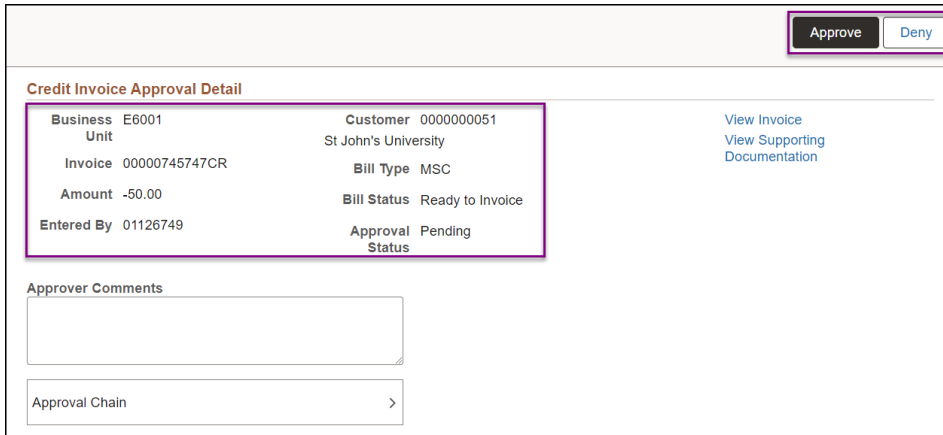 Approve Deny
Credit Invoice Approval Detail
Business Unit E6001
Customer 0000000051
St John's University
Invoice 00000745747CR
Bill Type MSC
Amount -50.00
Bill Status Ready to Invoice
Entered By 01126749
Approval Status Pending
View Invoice
View Supporting
Documentation
Approver Comments
Approval Chain